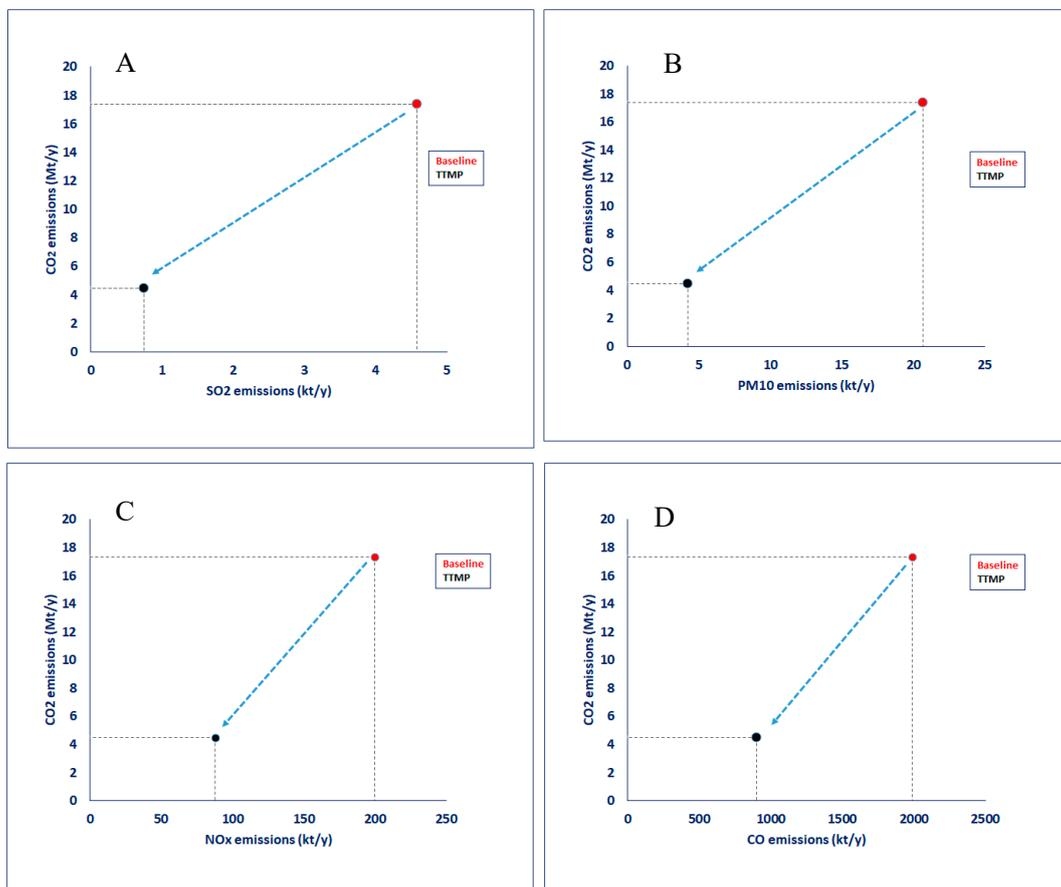 A
20
18
16
14
12
10
8
6
4
2
0
CO2 emissions (Mt/y)
0 1 2 3 4 5
SO2 emissions (kt/y)
Baseline
TTMP
B
20
18
16
14
12
10
8
6
4
2
0
CO2 emissions (Mt/y)
0 5 10 15 20 25
PM10 emissions (kt/y)
Baseline
TTMP
C
20
18
16
14
12
10
8
6
4
2
0
CO2 emissions (Mt/y)
0 50 100 150 200 250
NOx emissions (kt/y)
Baseline
TTMP
D
20
18
16
14
12
10
8
6
4
2
0
CO2 emissions (Mt/y)
0 500 1000 1500 2000 2500
CO emissions (kt/y)
Baseline
TTMP